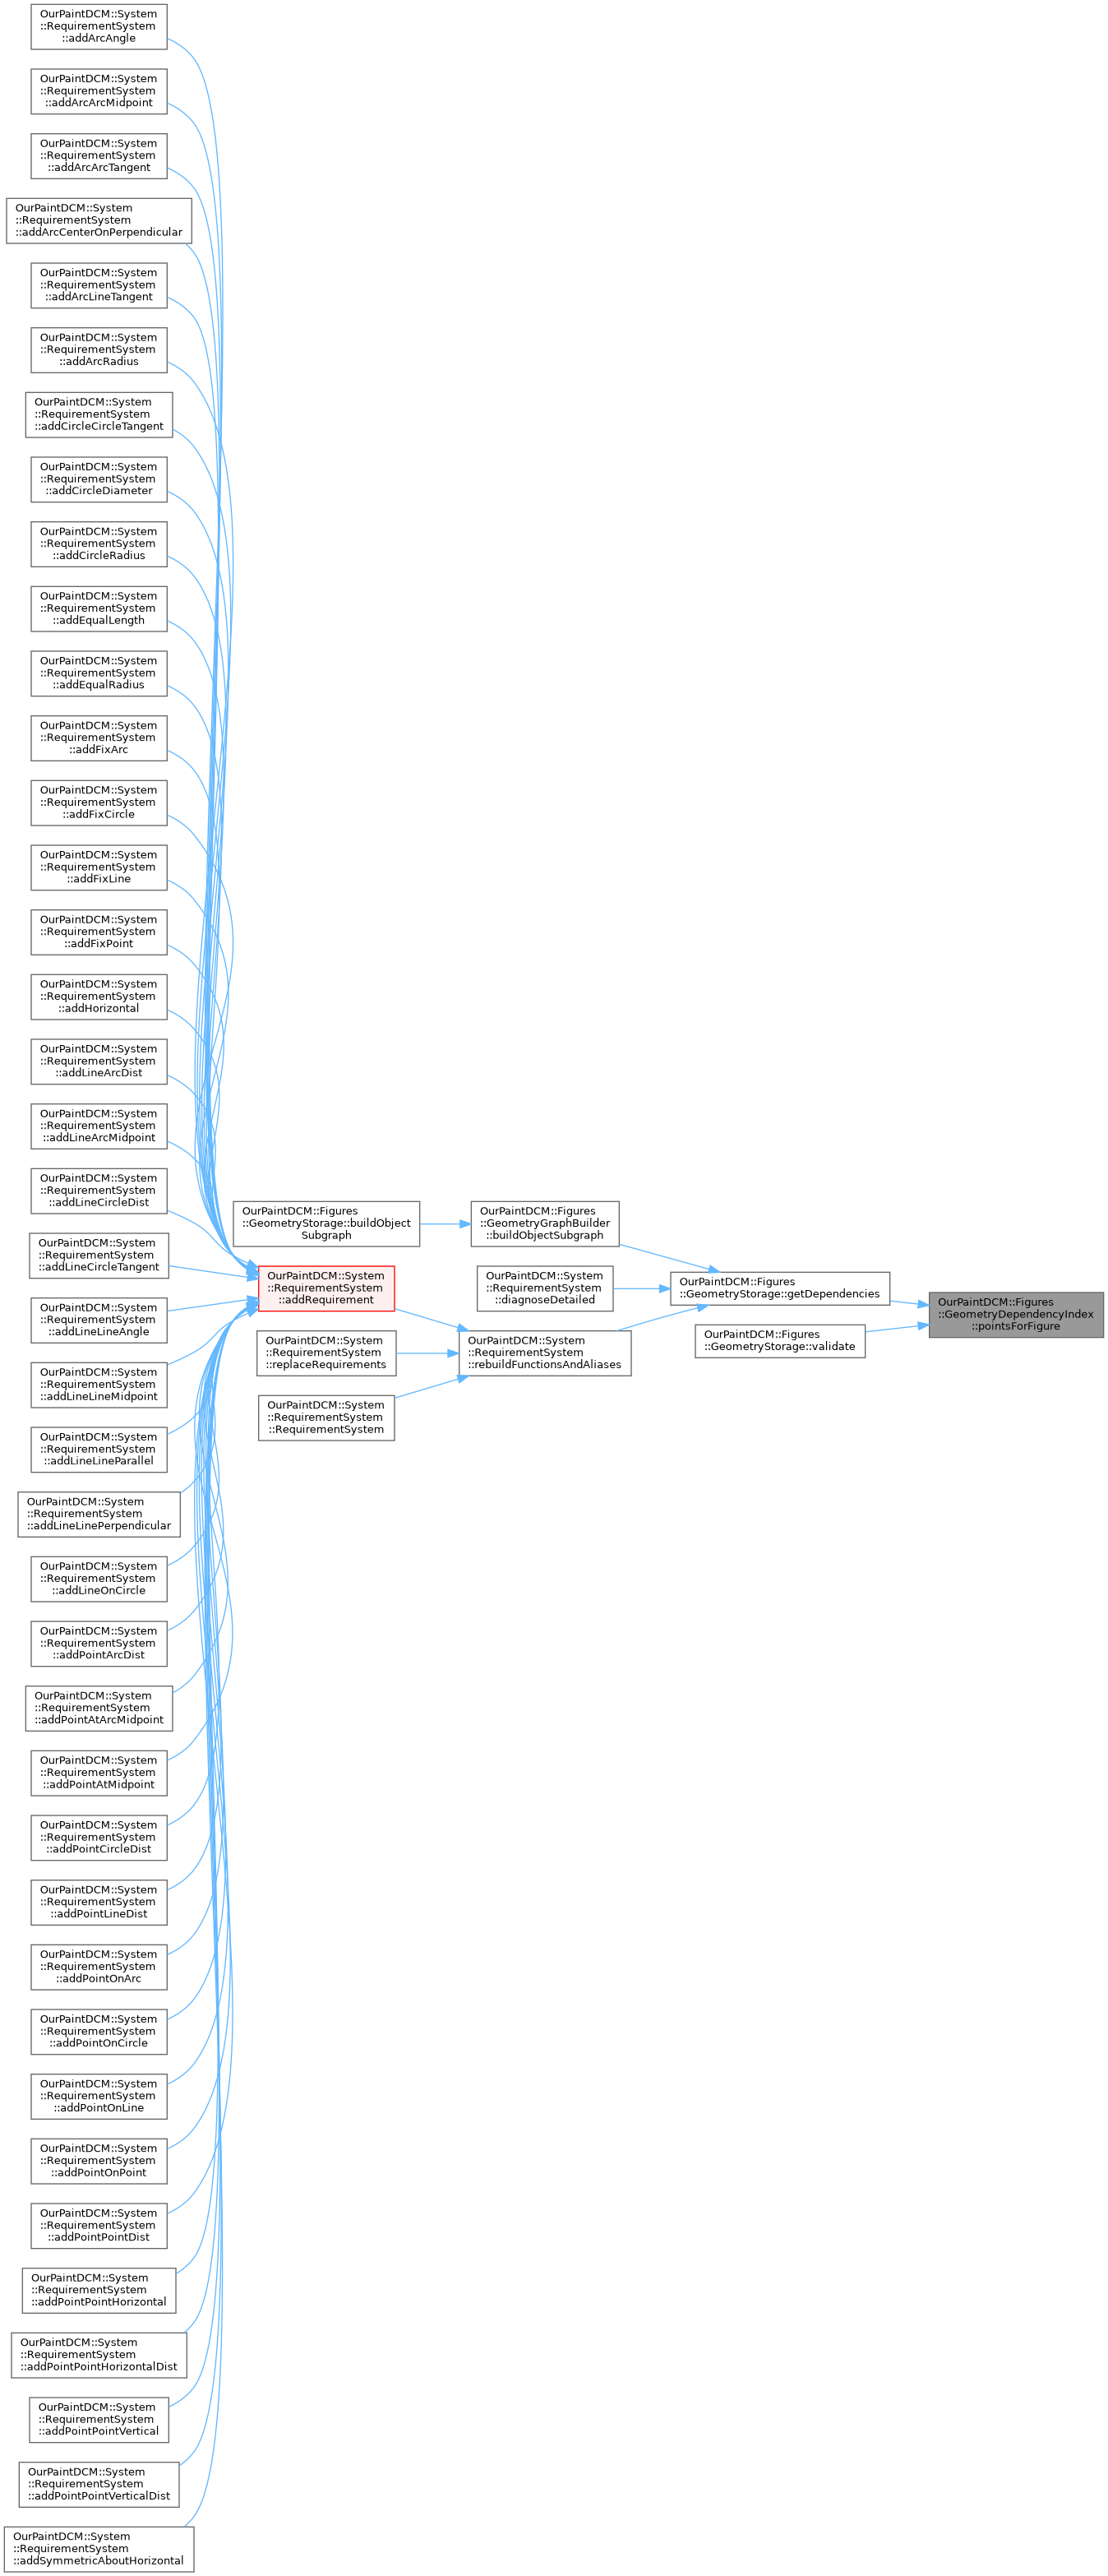 OurPaintDCM::System
::RequirementSystem
::addArcAngle
OurPaintDCM::System
::RequirementSystem
::addArcArcMidpoint
OurPaintDCM::System
::RequirementSystem
::addArcArcTangent
OurPaintDCM::System
::RequirementSystem
::addArcCenterOnPerpendicular
OurPaintDCM::System
::RequirementSystem
::addArcLineTangent
OurPaintDCM::System
::RequirementSystem
::addArcRadius
OurPaintDCM::System
::RequirementSystem
::addCircleCircleTangent
OurPaintDCM::System
::RequirementSystem
::addCircleDiameter
OurPaintDCM::System
::RequirementSystem
::addCircleRadius
OurPaintDCM::System
::RequirementSystem
::addEqualLength
OurPaintDCM::System
::RequirementSystem
::addEqualRadius
OurPaintDCM::System
::RequirementSystem
::addFixArc
OurPaintDCM::System
::RequirementSystem
::addFixCircle
OurPaintDCM::System
::RequirementSystem
::addFixLine
OurPaintDCM::System
::RequirementSystem
::addFixPoint
OurPaintDCM::System
::RequirementSystem
::addHorizontal
OurPaintDCM::System
::RequirementSystem
::addLineArcDist
OurPaintDCM::System
::RequirementSystem
::addLineArcMidpoint
OurPaintDCM::System
::RequirementSystem
::addLineCircleDist
OurPaintDCM::System
::RequirementSystem
::addLineCircleTangent
OurPaintDCM::System
::RequirementSystem
::addLineLineAngle
OurPaintDCM::System
::RequirementSystem
::addLineLineMidpoint
OurPaintDCM::System
::RequirementSystem
::addLineLineParallel
OurPaintDCM::System
::RequirementSystem
::addLineLinePerpendicular
OurPaintDCM::System
::RequirementSystem
::addLineOnCircle
OurPaintDCM::System
::RequirementSystem
::addPointArcDist
OurPaintDCM::System
::RequirementSystem
::addPointAtArcMidpoint
OurPaintDCM::System
::RequirementSystem
::addPointAtMidpoint
OurPaintDCM::System
::RequirementSystem
::addPointCircleDist
OurPaintDCM::System
::RequirementSystem
::addPointLineDist
OurPaintDCM::System
::RequirementSystem
::addPointOnArc
OurPaintDCM::System
::RequirementSystem
::addPointOnCircle
OurPaintDCM::System
::RequirementSystem
::addPointOnLine
OurPaintDCM::System
::RequirementSystem
::addPointOnPoint
OurPaintDCM::System
::RequirementSystem
::addPointPointDist
OurPaintDCM::System
::RequirementSystem
::addPointPointHorizontal
OurPaintDCM::System
::RequirementSystem
::addPointPointHorizontalDist
OurPaintDCM::System
::RequirementSystem
::addPointPointVertical
OurPaintDCM::System
::RequirementSystem
::addPointPointVerticalDist
OurPaintDCM::System
::RequirementSystem
::addSymmetricAboutHorizontal
OurPaintDCM::Figures
::GeometryStorage::buildObject
Subgraph
OurPaintDCM::System
::RequirementSystem
::addRequirement
OurPaintDCM::System
::RequirementSystem
::replaceRequirements
OurPaintDCM::System
::RequirementSystem
::RequirementSystem
OurPaintDCM::Figures
::GeometryGraphBuilder
::buildObjectSubgraph
OurPaintDCM::System
::RequirementSystem
::diagnoseDetailed
OurPaintDCM::System
::RequirementSystem
::rebuildFunctionsAndAliases
OurPaintDCM::Figures
::GeometryStorage::getDependencies
OurPaintDCM::Figures
::GeometryStorage::validate
OurPaintDCM::Figures
::GeometryDependencyIndex
::pointsForFigure